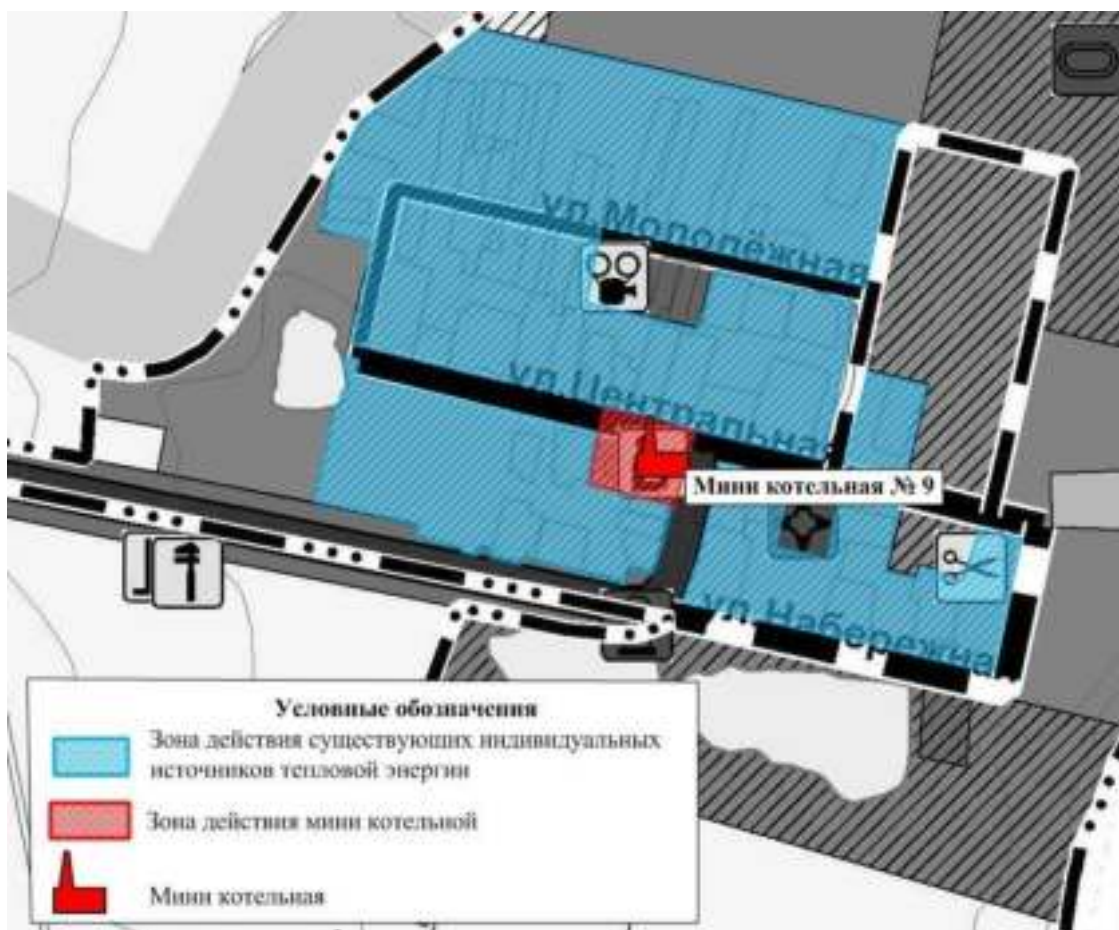 ул.Молодёжная
ул.Центральная
Мини котельная № 9
ул.Набережна
Условные обозначения
Зона действия существующих индивидуальных
источников тепловой энергии
Зона действия мини котельной
Мини котельная